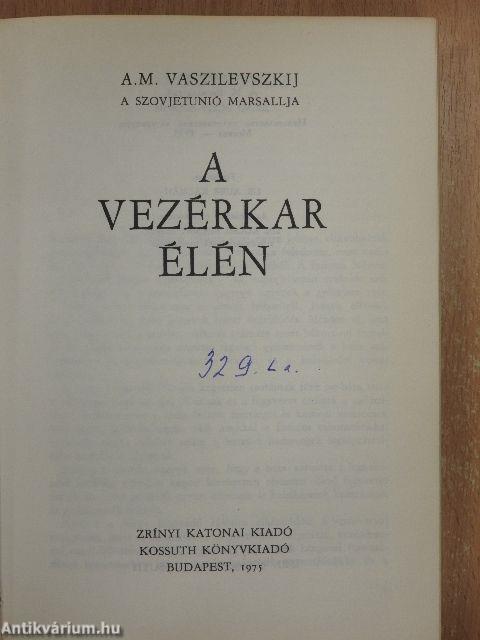 A.M. VASZILEVSZKIJ
A SZOVJETUNIÓ MARSALLJA
A
VEZÉRKAR
ÉLÉN
329.
ZRÍNYI KATONAI KIADÓ
KOSSUTH KÖNYVKIADÓ
BUDAPEST, 1975
Antikvárium.hu